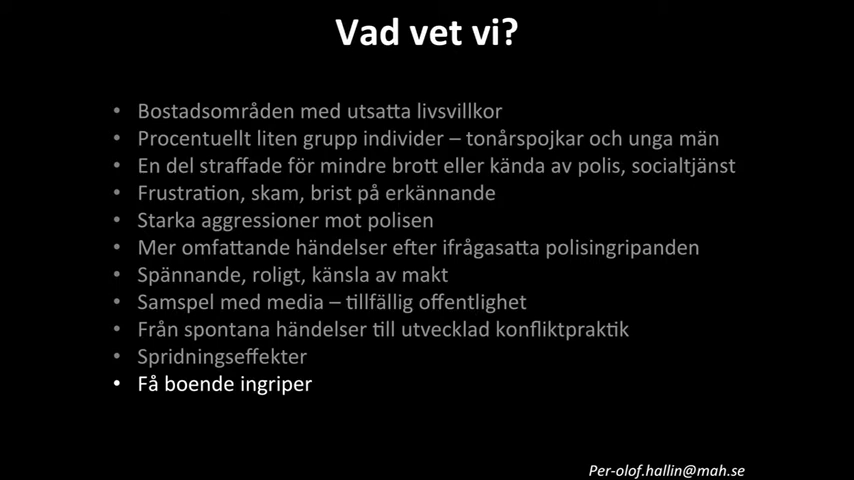 Vad vet vi?
• Bostadsområden med utsatta livsvillkor
• Procentuellt liten grupp individer – tonårspojkar och unga män
• En del straffade för mindre brott eller kända av polis, socialtjänst
• Frustration, skam, brist på erkännande
• Starka aggressioner mot polisen
• Mer omfattande händelser efter ifrågasatta polisingripanden
• Spännande, roligt, känsla av makt
• Samspel med media – tillfällig offentlighet
• Från spontana händelser till utvecklad konfliktpraktik
• Spridningseffekter
• Få boende ingriper
Per-olof.hallin@mah.se